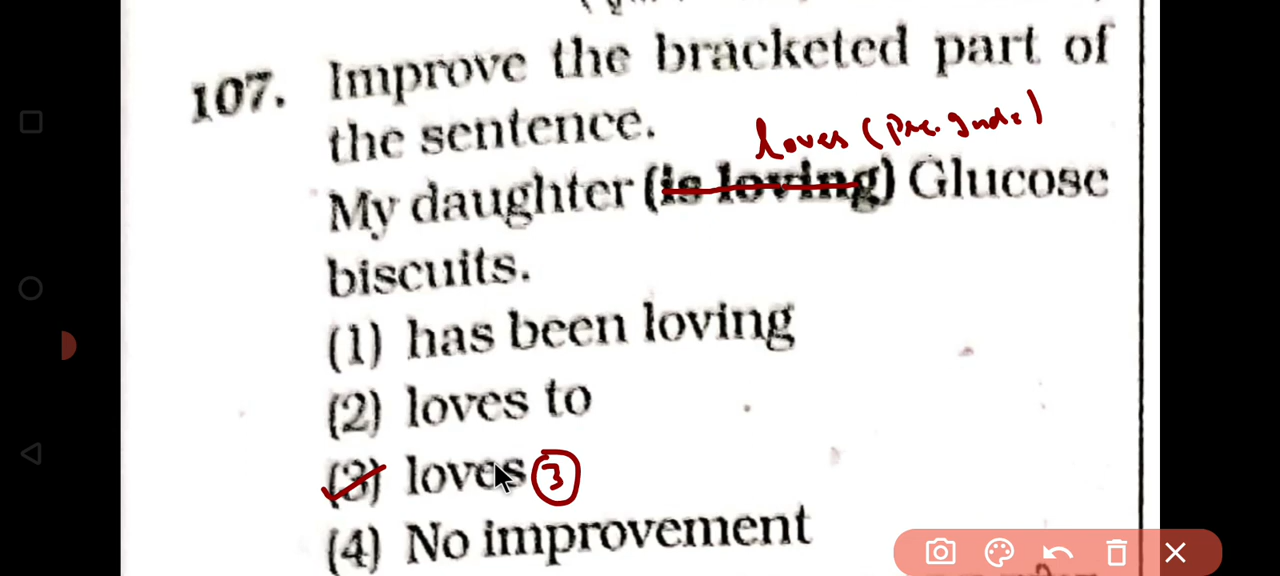 107. Improve the bracketed part of
the sentence.
loves (Pre. Inde.)
My daughter (is loving) Glucose
biscuits.
(1) has been loving
(2) loves to
(3) loves 3
(4) No improvement